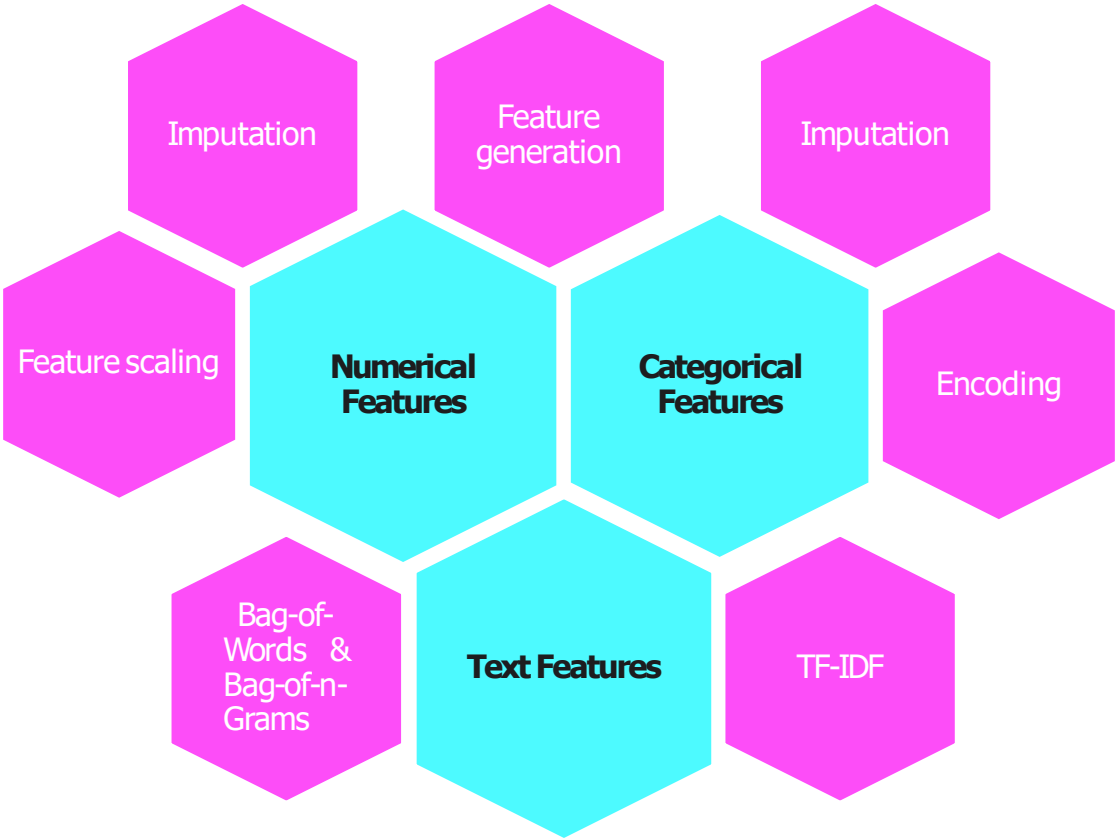 Imputation
Feature
generation
Imputation
Feature scaling
Numerical
Features
Categorical
Features
Encoding
Bag-of-
Words &
Bag-of-n-
Grams
Text Features
TF-IDF